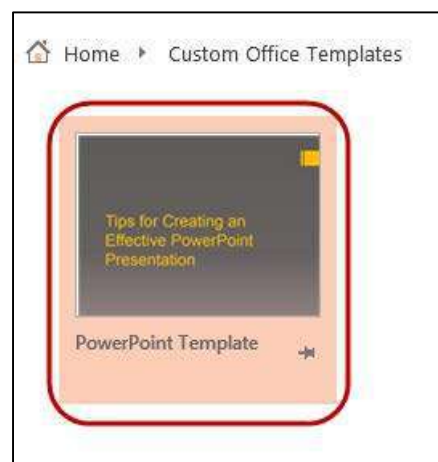 Home Custom Office Templates
Tips for Creating an
Effective PowerPoint
Presentation
PowerPoint Template